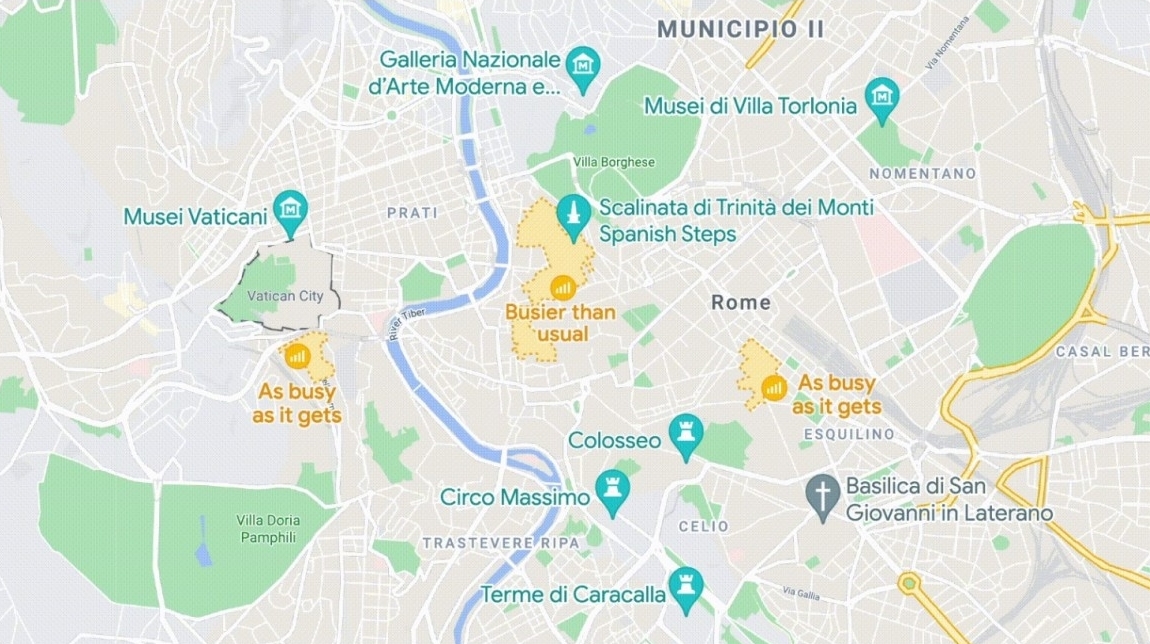 MUNICIPIO II
Via Nomentana
Galleria Nazionale
d'Arte Moderna e...
Musei di Villa Torlonia
Villa Borghese
NOMENTANO
Musei Vaticani
PRATI
Scalinata di Trinità dei Monti
Spanish Steps
Vatican City
Rome
River Tiber
Busier than
usual
CASAL BER
As busy
as it gets
As busy
as it gets
Colosseo
ESQUILINO
Circo Massimo
Basilica di San
Giovanni in Laterano
Villa Doria
Pamphili
CELIO
TRASTEVERE RIPA
Terme di Caracalla
Via Gallia